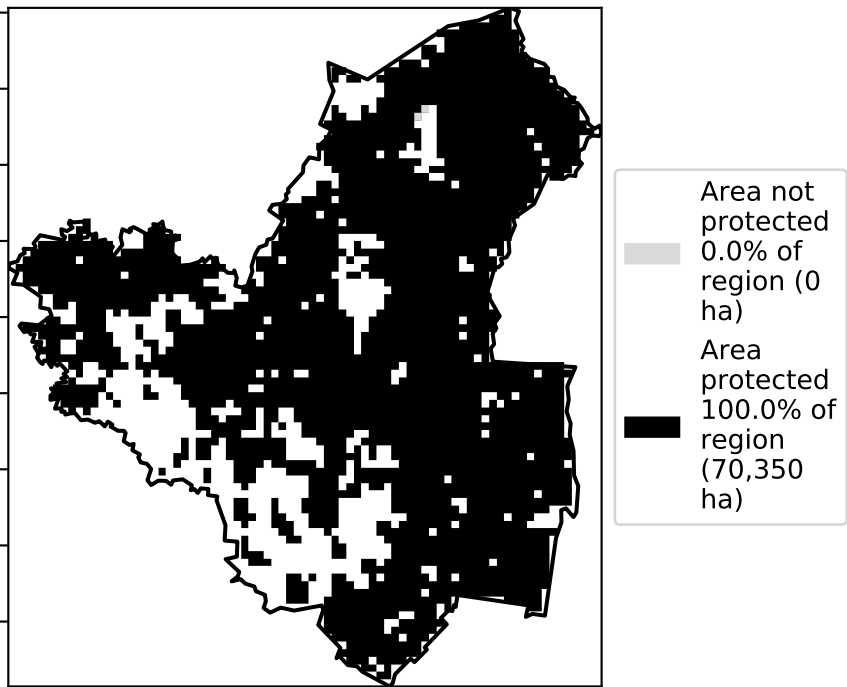 Area not
protected
0.0% of
region (0
ha)
Area
protected
100.0% of
region
(70,350
ha)